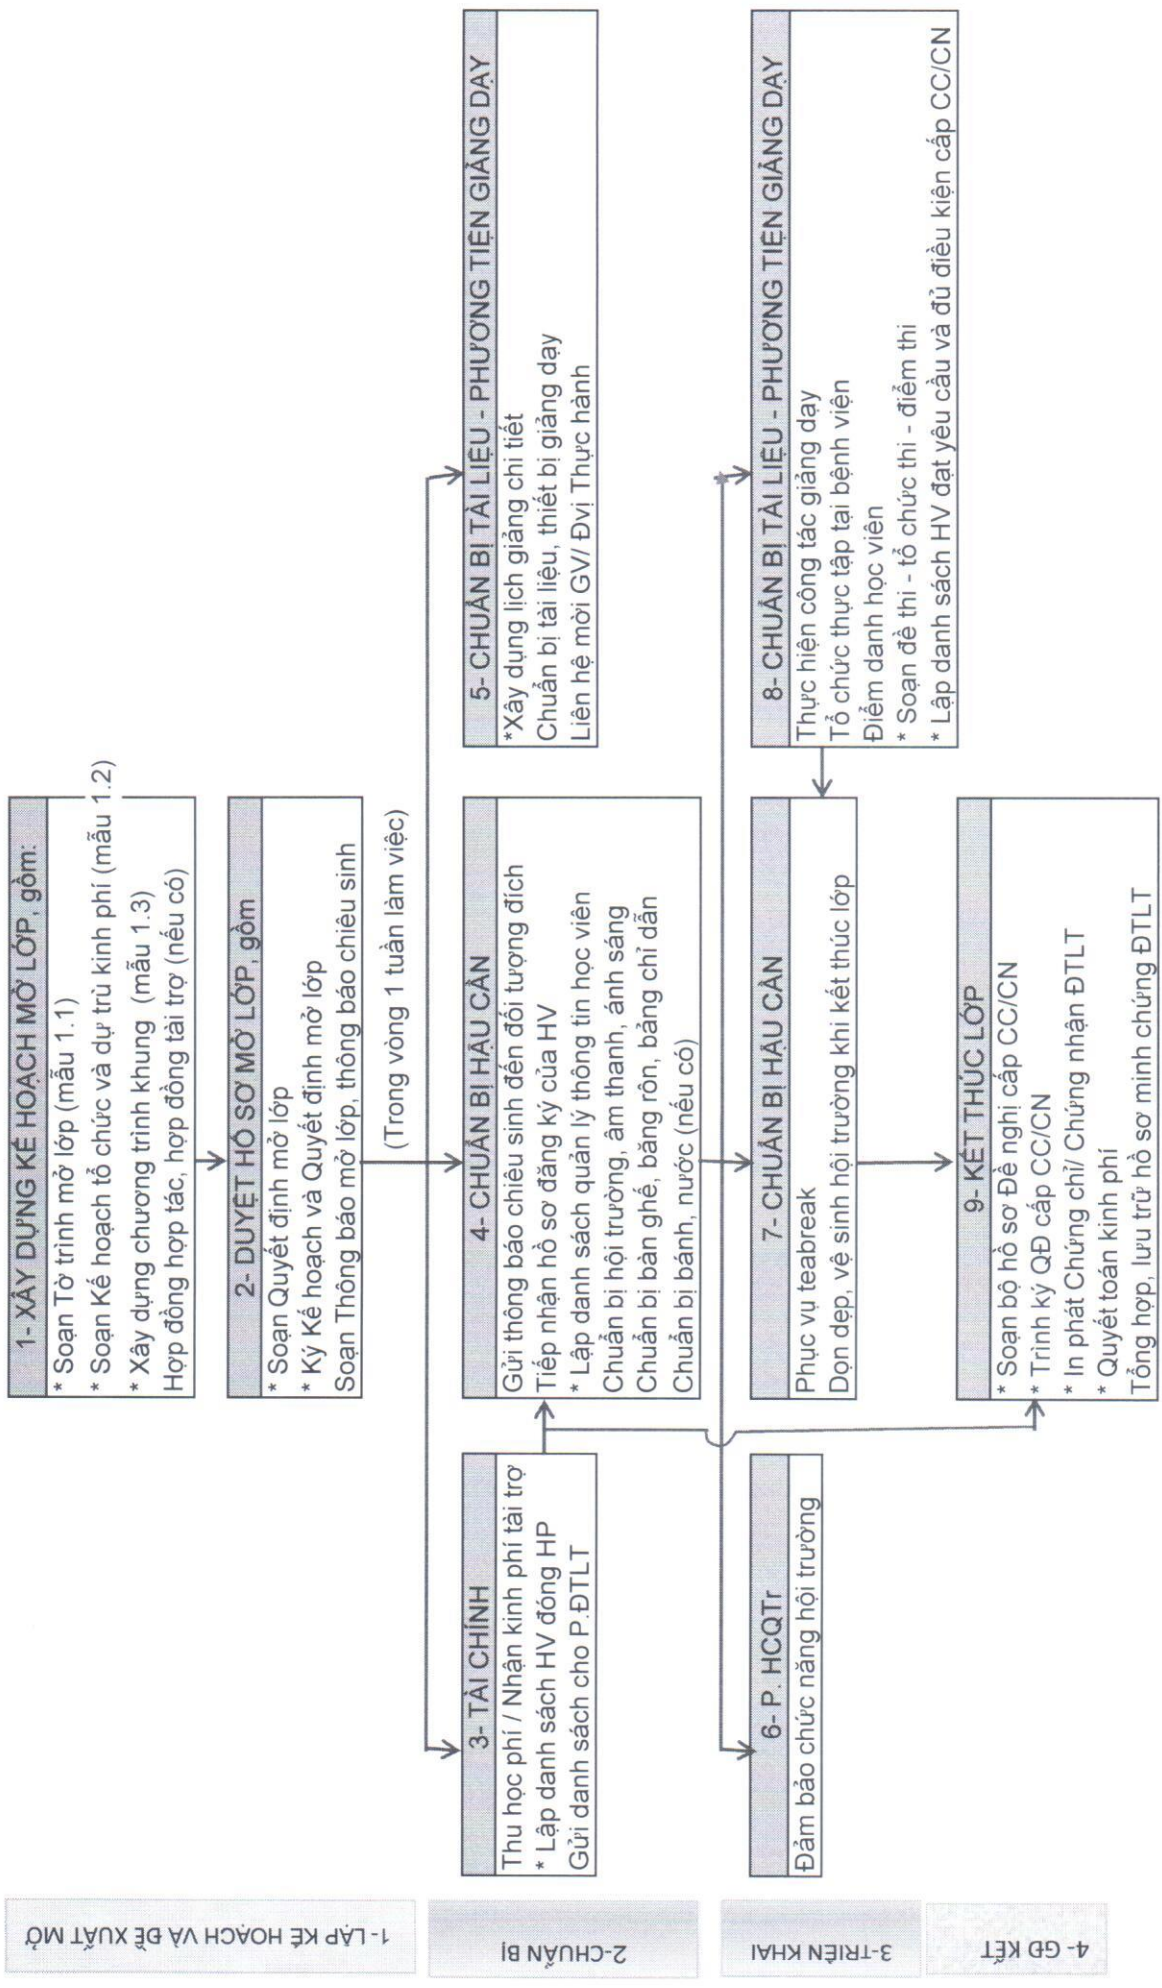 1- LẬP KẾ HOẠCH VÀ ĐỀ XUẤT MỞ
1- XÂY DỰNG KẾ HOẠCH MỞ LỚP, gồm:
* Soạn Tờ trình mở lớp (mẫu 1.1)
* Soạn Kế hoạch tổ chức và dự trù kinh phí (mẫu 1.2)
* Xây dựng chương trình khung (mẫu 1.3)
Hợp đồng hợp tác, hợp đồng tài trợ (nếu có)
2- DUYỆT HỒ SƠ MỞ LỚP, gồm
* Soạn Quyết định mở lớp
* Ký Kế hoạch và Quyết định mở lớp
Soạn Thông báo mở lớp, thông báo chiêu sinh
(Trong vòng 1 tuần làm việc)
2-CHUẨN BỊ
3- TÀI CHÍNH
Thu học phí / Nhận kinh phí tài trợ
* Lập danh sách HV đóng HP
Gửi danh sách cho P.ĐTLT
4- CHUẨN BỊ HẬU CẦN
Gửi thông báo chiêu sinh đến đối tượng đích
Tiếp nhận hồ sơ đăng ký của HV
* Lập danh sách quản lý thông tin học viên
Chuẩn bị hội trường, âm thanh, ánh sáng
Chuẩn bị bàn ghế, băng rôn, bảng chỉ dẫn
Chuẩn bị bánh, nước (nếu có)
5- CHUẨN BỊ TÀI LIỆU - PHƯƠNG TIỆN GIẢNG DẠY
*Xây dựng lịch giảng chi tiết
Chuẩn bị tài liệu, thiết bị giảng dạy
Liên hệ mời GV/ Đvị Thực hành
3-TRIỂN KHAI
6- P. HCQTr
Đảm bảo chức năng hội trường
7- CHUẨN BỊ HẬU CẦN
Phục vụ teabreak
Dọn dẹp, vệ sinh hội trường khi kết thúc lớp
8- CHUẨN BỊ TÀI LIỆU - PHƯƠNG TIỆN GIẢNG DẠY
Thực hiện công tác giảng dạy
Tổ chức thực tập tại bệnh viện
Điểm danh học viên
* Soạn đề thi - tổ chức thi - điểm thi
* Lập danh sách HV đạt yêu cầu và đủ điều kiện cấp CC/CN
4- GĐ KẾT
9- KẾT THÚC LỚP
* Soạn bộ hồ sơ Đề nghị cấp CC/CN
* Trình ký QĐ cấp CC/CN
* In phát Chứng chỉ/ Chứng nhận ĐTLT
* Quyết toán kinh phí
Tổng hợp, lưu trữ hồ sơ minh chứng ĐTLT